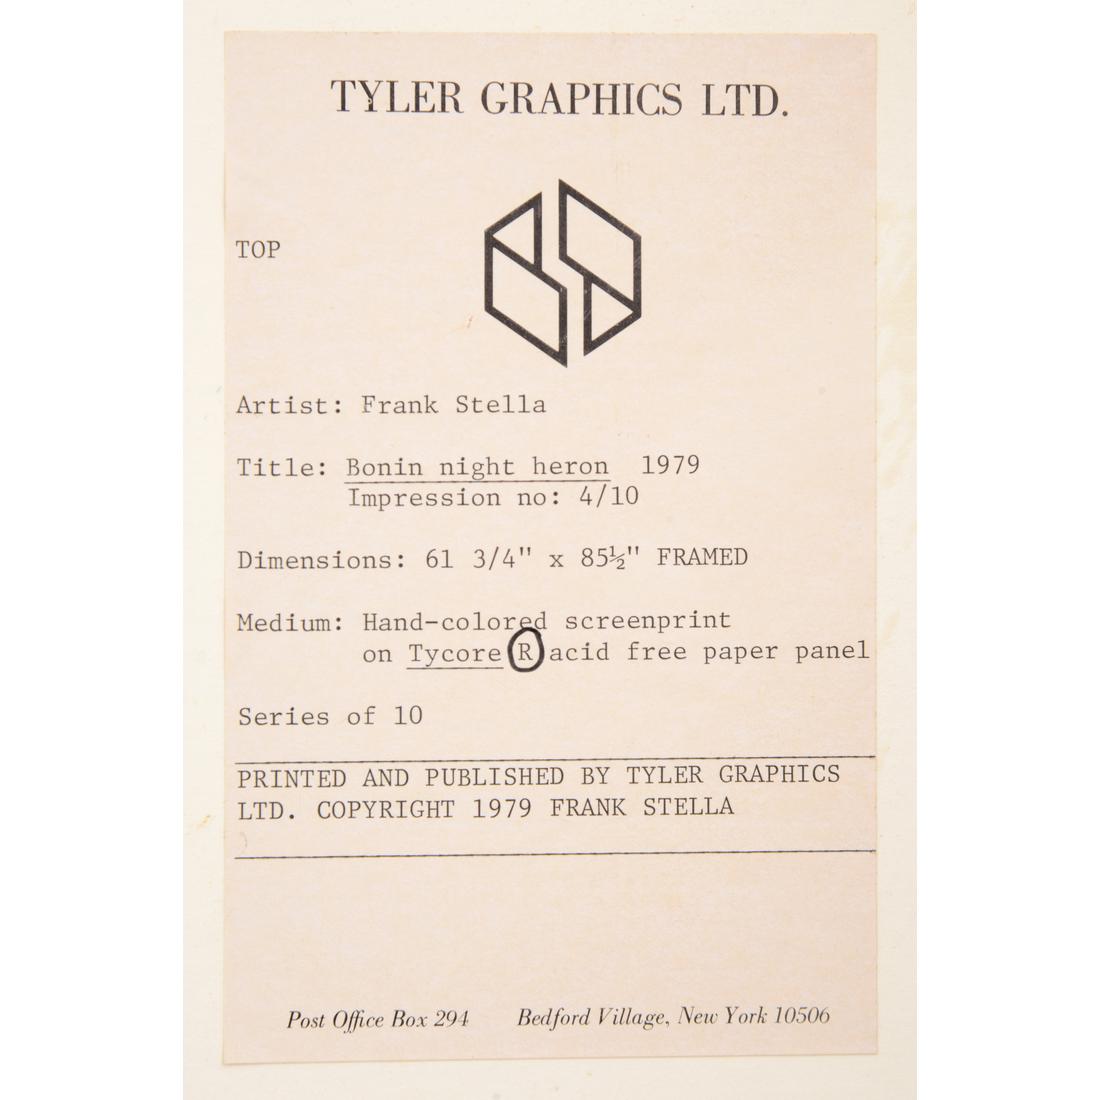 TYLER GRAPHICS LTD.
TOP
Artist: Frank Stella
Title: Bonin night heron 1979
Impression no: 4/10
Dimensions: 61 3/4" x 85½" FRAMED
Medium: Hand-colored screenprint
on Tycore R acid free paper panel
Series of 10
PRINTED AND PUBLISHED BY TYLER GRAPHICS
LTD. COPYRIGHT 1979 FRANK STELLA
Post Office Box 294 Bedford Village, New York 10506